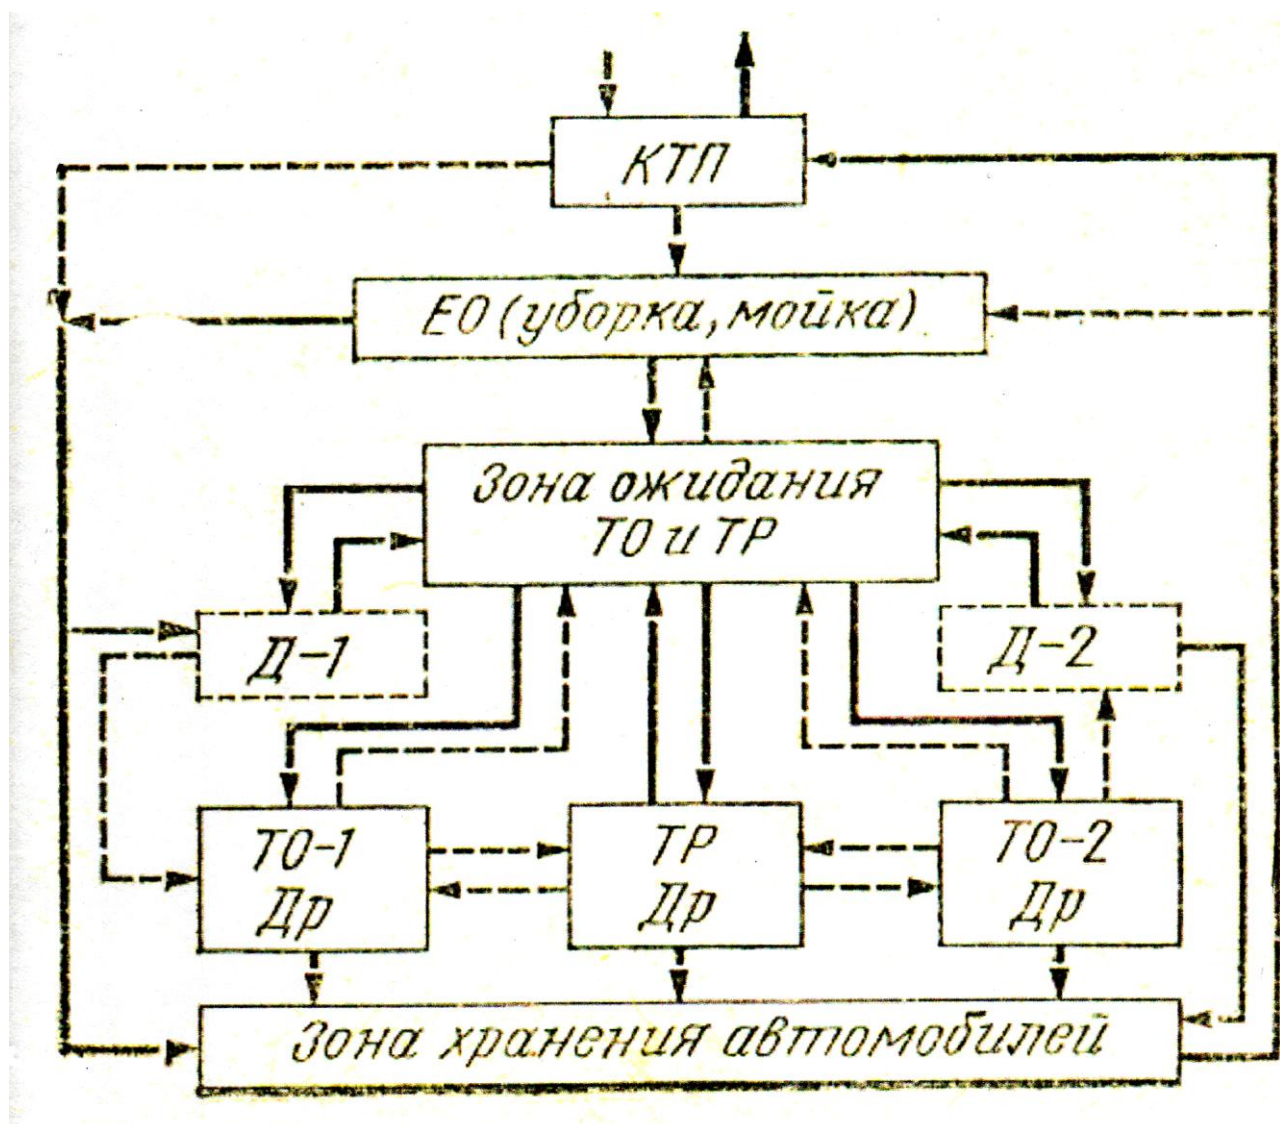 КТП
ЕО (уборка, мойка)
Зона ожидания
ТО и ТР
Д-1
Д-2
ТО-1
Др
ТР
Др
ТО-2
Др
Зона хранения автомобилей